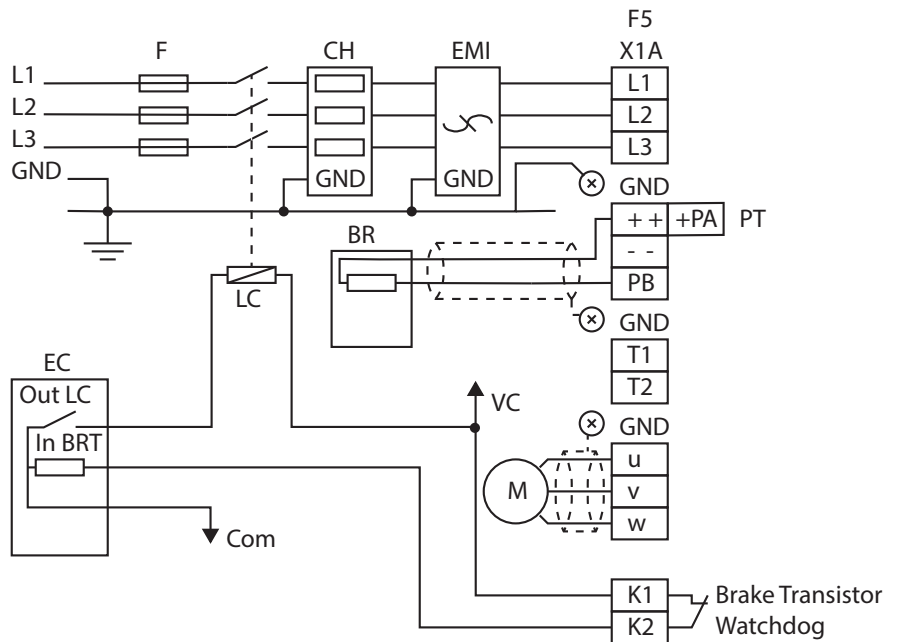 F5
F CH EMI X1A
L1 L1
L2 L2
L3 L3
GND GND GND GND
+ + +PA PT
BR
- -
PB
LC GND
T1
EC T2
Out LC VC
GND
In BRT u
M v
w
Com
K1 Brake Transistor
K2 Watchdog